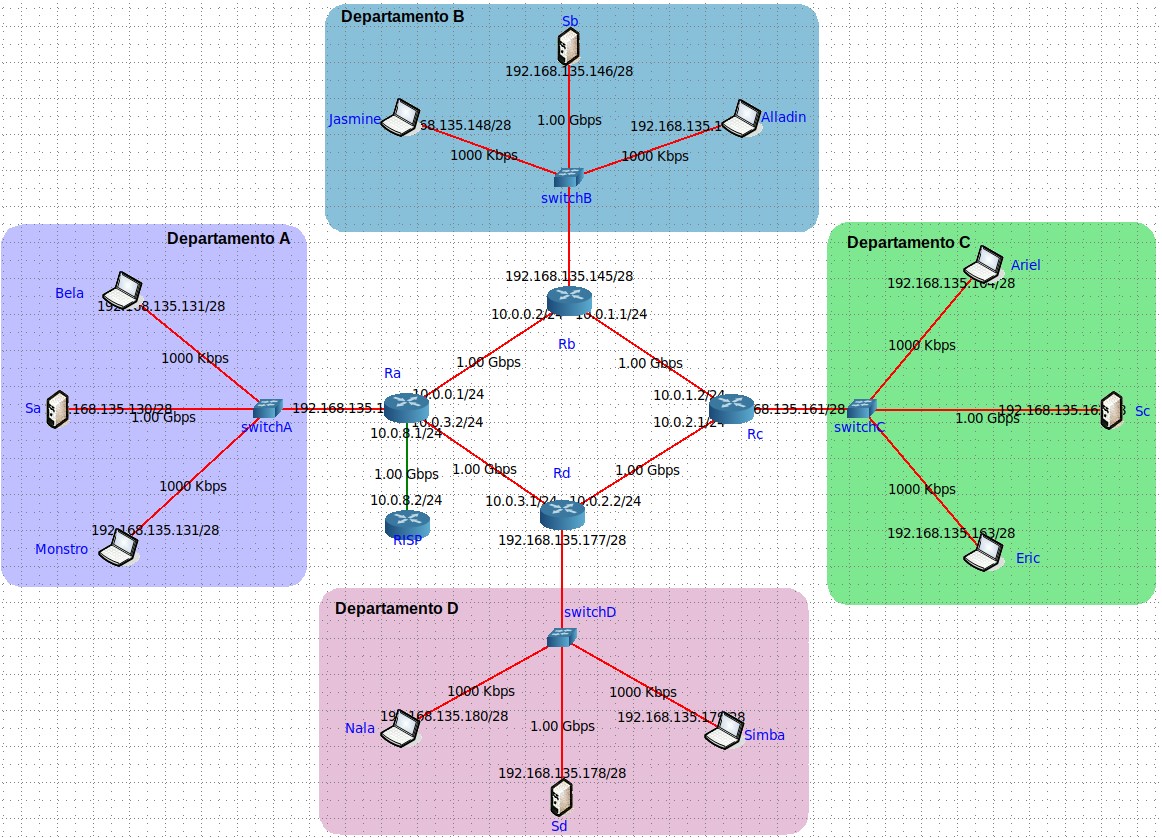 Departamento B
Sb
192.168.135.146/28
Jasmine
68.135.148/28
1.00 Gbps
192.168.135.1
Alladin
1000 Kbps
1000 Kbps
switchB
192.168.135.145/28
10.0.0.2/24
10.0.1.1/24
Rb
1.00 Gbps
1.00 Gbps
Departamento A
Bela
192.168.135.131/28
1000 Kbps
Sa
.168.135.130/28
1.00 Gbps
switchA
192.168.135.1
1000 Kbps
192.168.135.131/28
Monstro
Ra
10.0.0.1/24
10.0.3.2/24
10.0.8.1/24
1.00 Gbps
10.0.8.2/24
RISP
1.00 Gbps
Rd
10.0.3.1/24
10.0.2.2/24
192.168.135.177/28
1.00 Gbps
10.0.1.2/24
10.0.2.1/24
Rc
68.135.161/28
Departamento C
Ariel
1000 Kbps
switchC
1.00 Gbps
192.168.135.16
Sc
1000 Kbps
192.168.135.163/28
Eric
Departamento D
switchD
1000 Kbps
1000 Kbps
Nala
192.168.135.180/28
1.00 Gbps
192.168.135.179/28
Simba
192.168.135.178/28
Sd